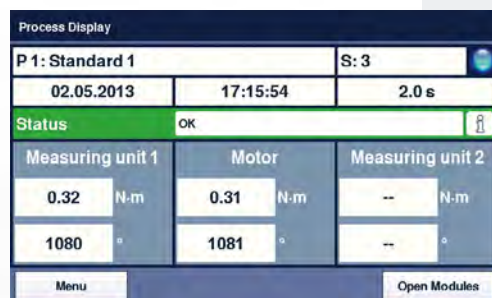 Process Display
P 1: Standard 1 S: 3
02.05.2013 17:15:54 2.0 s
Status OK
Measuring unit 1 Motor Measuring unit 2
0.32 N·m 0.31 N·m -- N·m
1080 ° 1081 ° -- °
Menu Open Modules